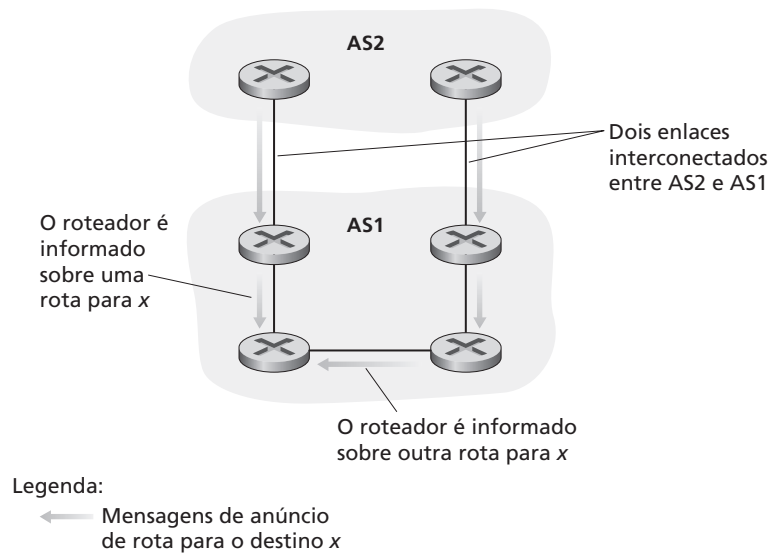 AS2
Dois enlaces
interconectados
entre AS2 e AS1
O roteador é
informado
sobre uma
rota para x
AS1
O roteador é informado
sobre outra rota para x
Legenda:
Mensagens de anúncio
de rota para o destino x